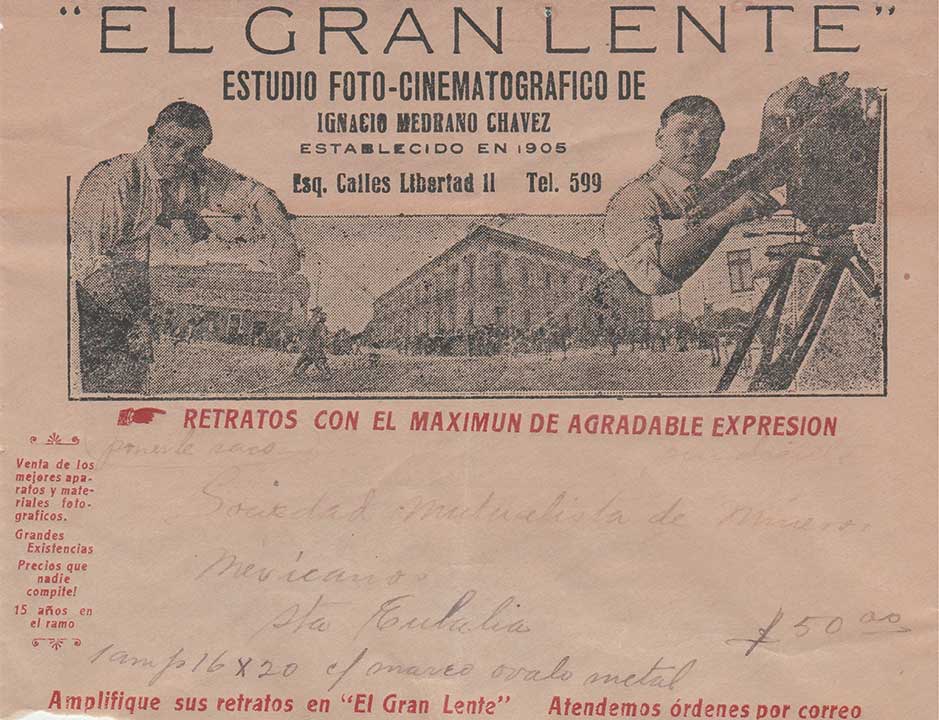 "EL GRAN LENTE"
ESTUDIO FOTO-CINEMATOGRAFICO DE
IGNACIO MEDRANO CHAVEZ
ESTABLECIDO EN 1905
Esq. Calles Libertad 11 Tel. 599
RETRATOS CON EL MAXIMUN DE AGRADABLE EXPRESION
ponerle saco
Venta de los
mejores apa-
ratos y mate-
riales foto-
graficos.
Grandes
Existencias
Precios que
nadie
compite!
15 años en
el ramo
Sociedad Mutualista de
Mexicanos
Sta Eulalia $50 00
1 amp 16 x 20 c/ marco ovalo metal
Amplifique sus retratos en "El Gran Lente" Atendemos órdenes por correo